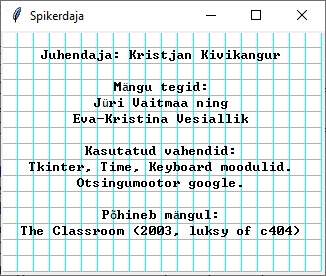 Spikerdaja
Juhendaja: Kristjan Kivikangur
Mängu tegid:
Jüri Vaitmaa ning
Eva-Kristina Vesiallik
Kasutatud vahendid:
Tkinter, Time, Keyboard moodulid.
Otsingumootor google.
Põhineb mängul:
The Classroom (2003, luksy of c404)